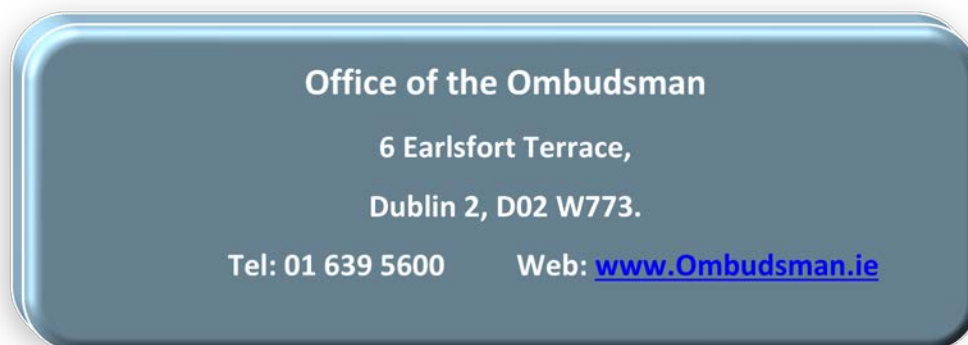 Office of the Ombudsman
6 Earlsfort Terrace,
Dublin 2, D02 W773.
Tel: 01 639 5600 Web: www.Ombudsman.ie